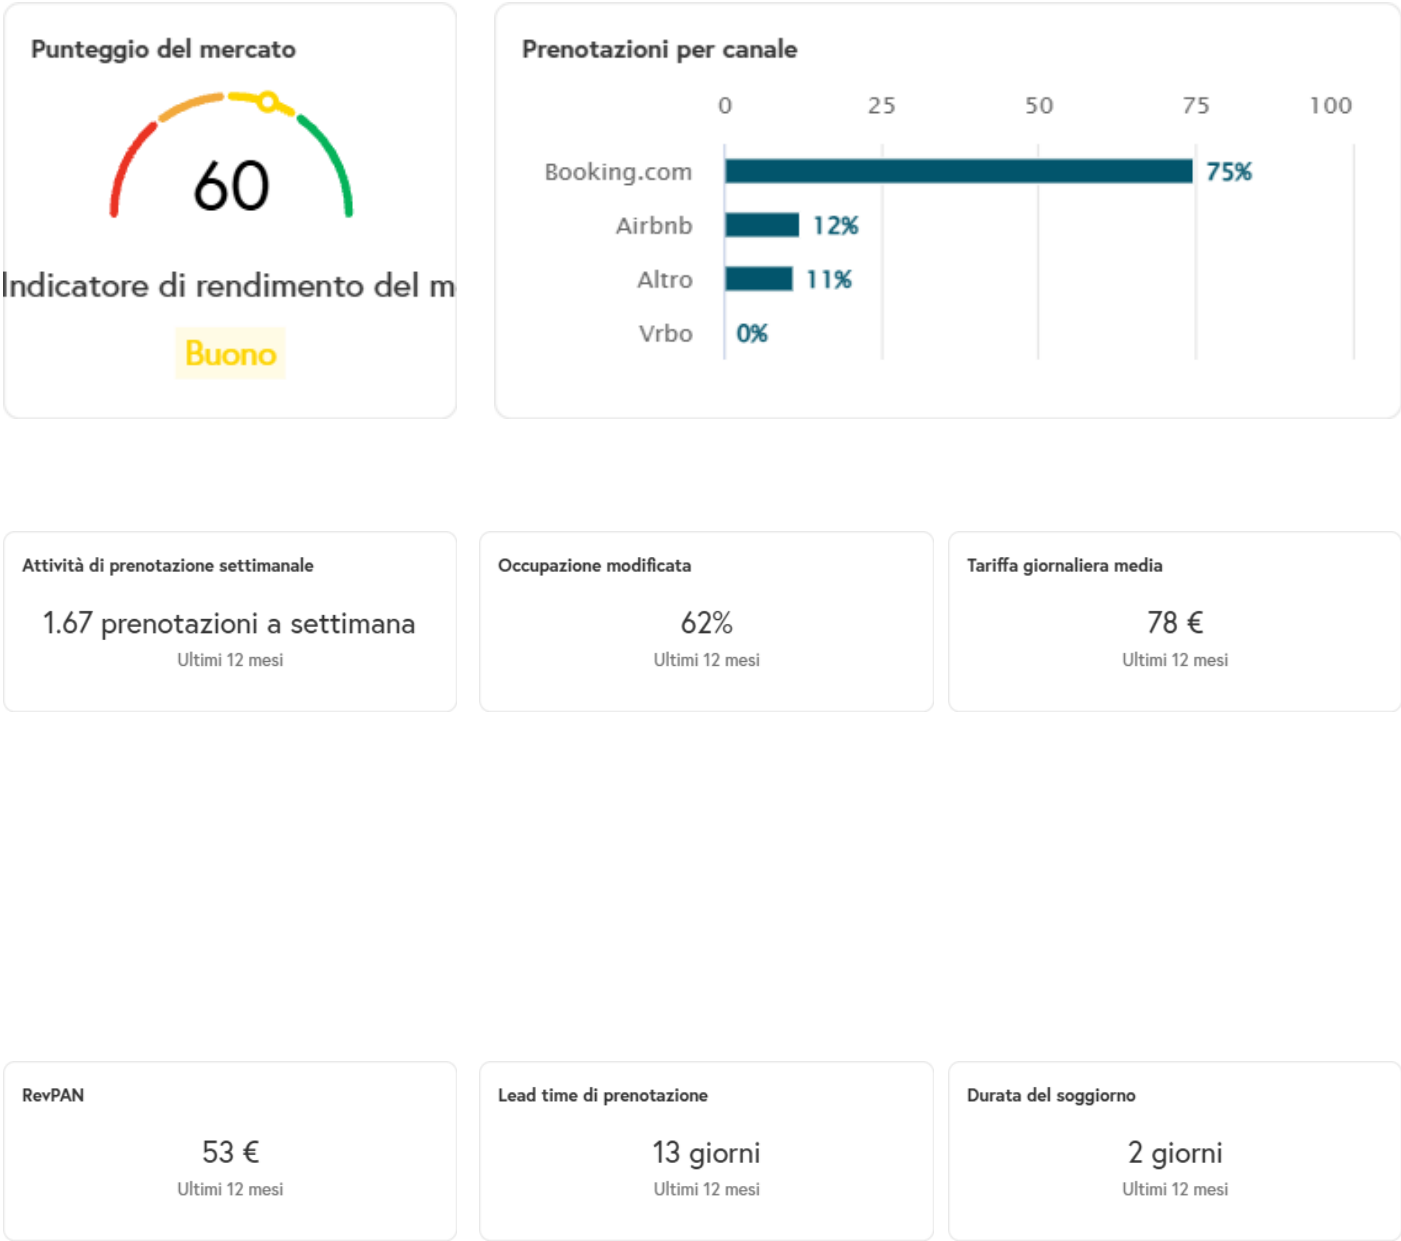 Punteggio del mercato
60
Indicatore di rendimento del m
Buono
Prenotazioni per canale
0 25 50 75 100
Booking.com 75%
Airbnb 12%
Altro 11%
Vrbo 0%
Attività di prenotazione settimanale
1.67 prenotazioni a settimana
Ultimi 12 mesi
Occupazione modificata
62%
Ultimi 12 mesi
Tariffa giornaliera media
78 €
Ultimi 12 mesi
RevPAN
53 €
Ultimi 12 mesi
Lead time di prenotazione
13 giorni
Ultimi 12 mesi
Durata del soggiorno
2 giorni
Ultimi 12 mesi